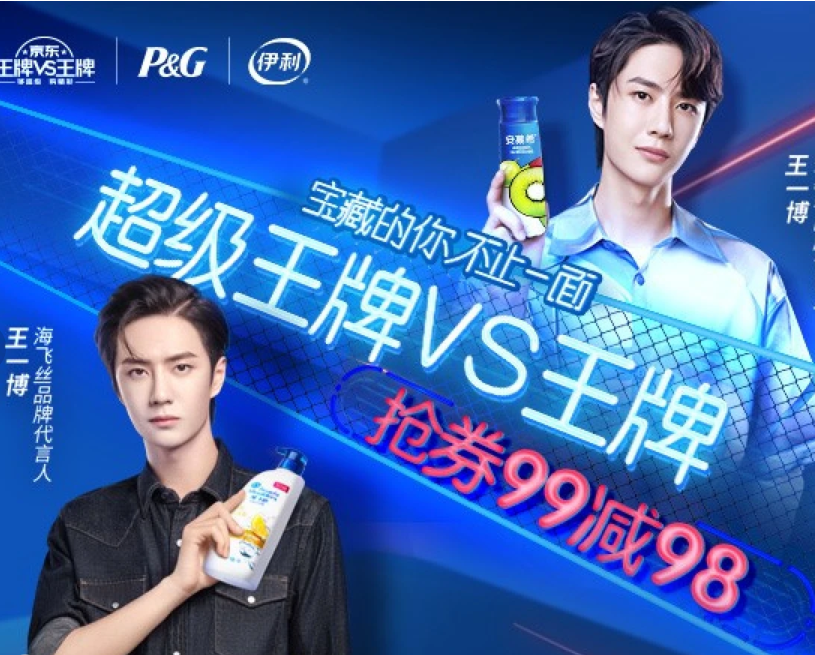 京东
王牌VS王牌
P&G
伊利
安慕希
王一博
宝藏的你 不止一面
超级王牌VS王牌
抢券99减98
海飞丝品牌代言人
王一博